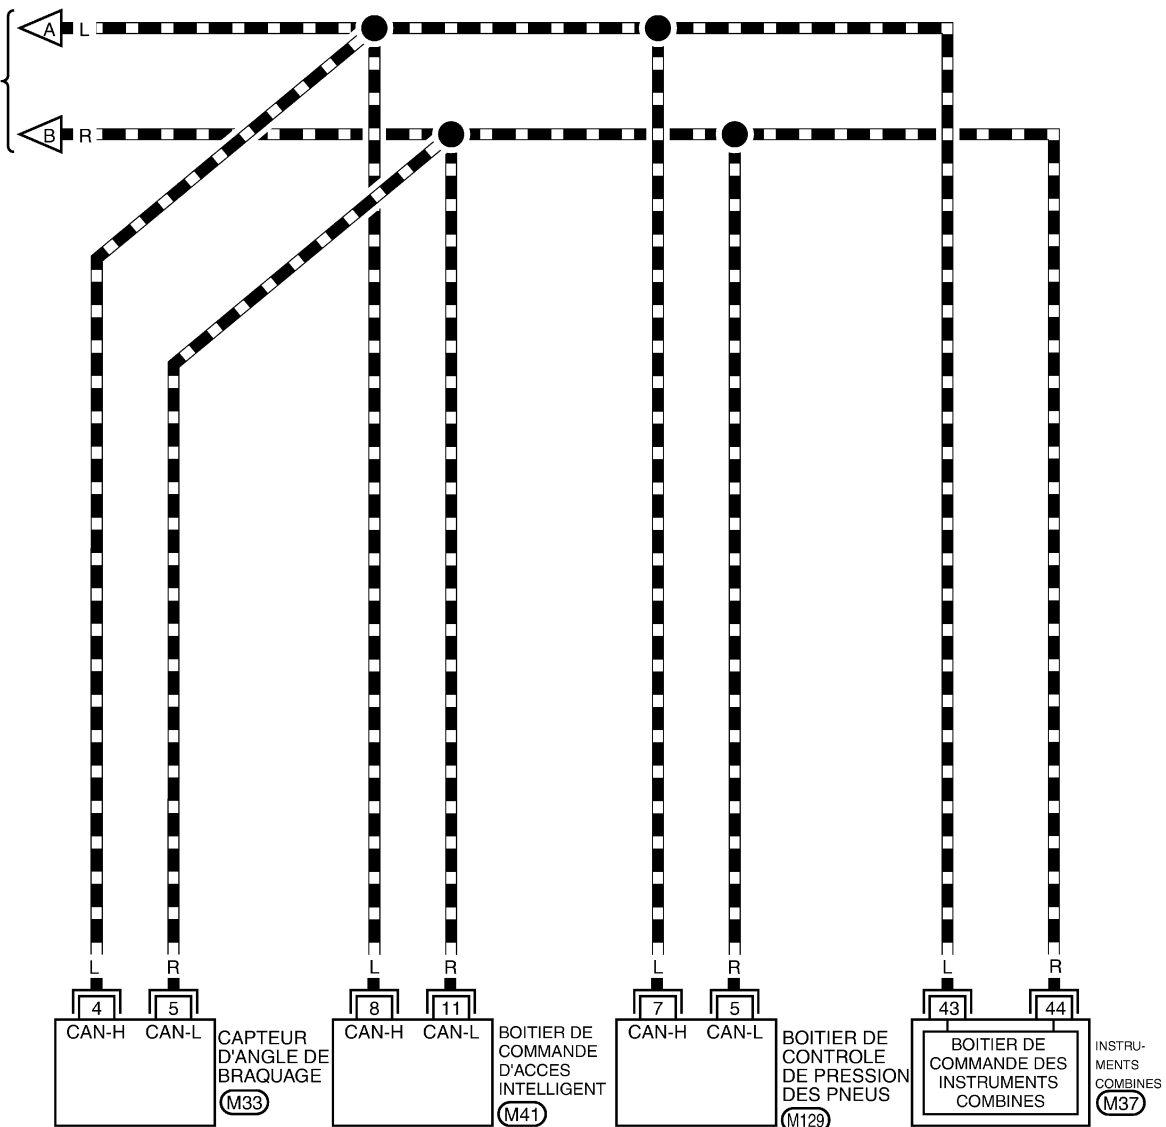 A L
B R
L R L R L R L R
4 5 8 11 7 5 43 44
CAN-H CAN-L CAN-H CAN-L CAN-H CAN-L
CAPTEUR
D'ANGLE DE
BRAQUAGE
M33
BOITIER DE
COMMANDE
D'ACCES
INTELLIGENT
M41
BOITIER DE
CONTROLE
DE PRESSION
DES PNEUS
M129
BOITIER DE
COMMANDE DES
INSTRUMENTS
COMBINES
INSTRU-
MENTS
COMBINES
M37